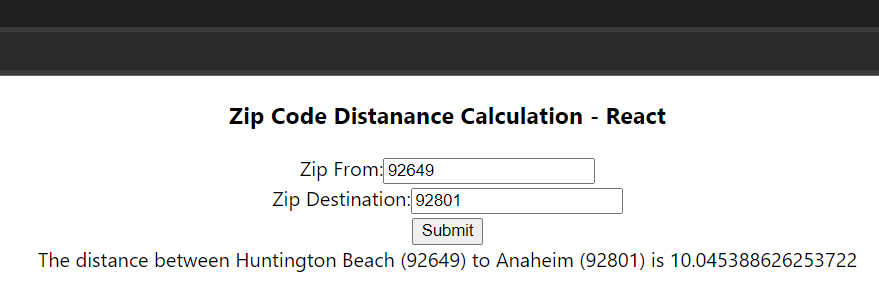 Zip Code Distanance Calculation - React
Zip From: 92649
Zip Destination: 92801
Submit
The distance between Huntington Beach (92649) to Anaheim (92801) is 10.045388626253722